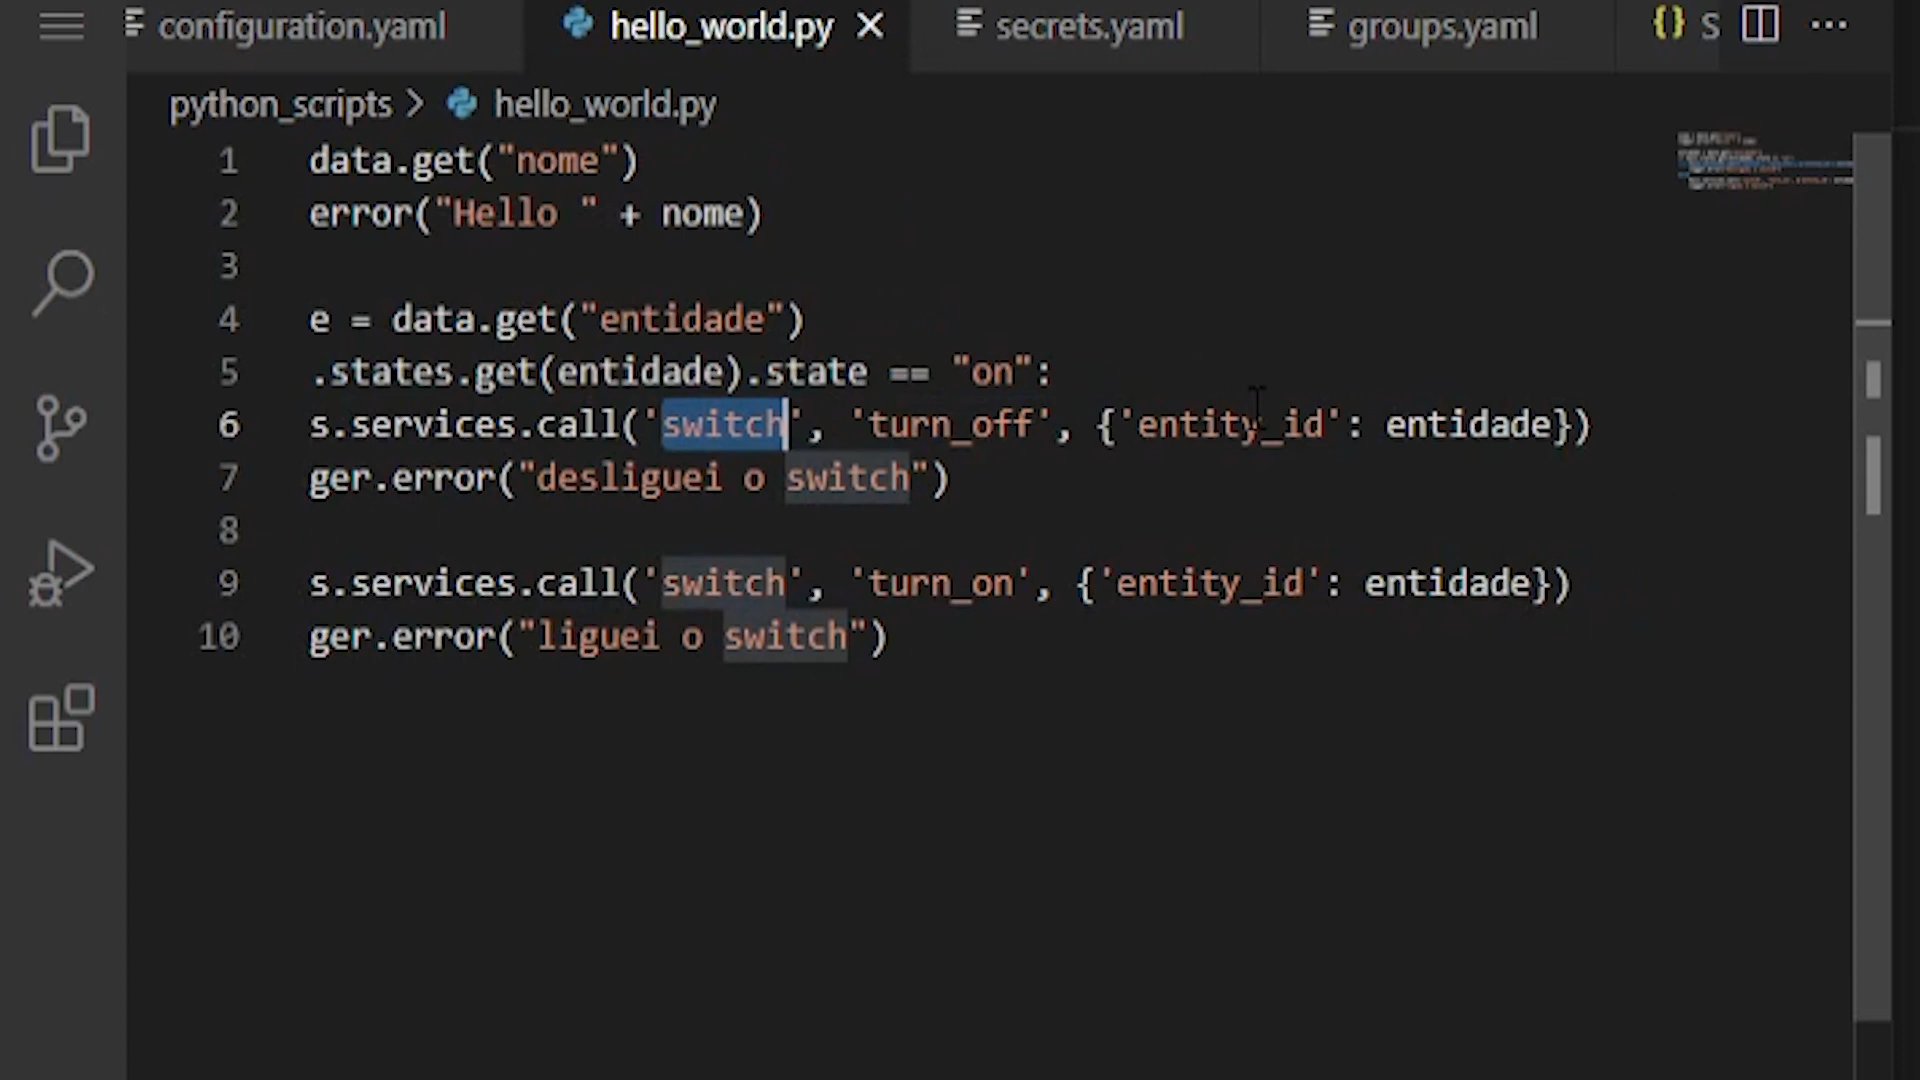 configuration.yaml hello_world.py secrets.yaml groups.yaml {} S
python_scripts > hello_world.py
1 data.get("nome")
2 error("Hello " + nome)
3
4 e = data.get("entidade")
5 .states.get(entidade).state == "on":
6 s.services.call('switch', 'turn_off', {'entity_id': entidade})
7 ger.error("desliguei o switch")
8
9 s.services.call('switch', 'turn_on', {'entity_id': entidade})
10 ger.error("liguei o switch")